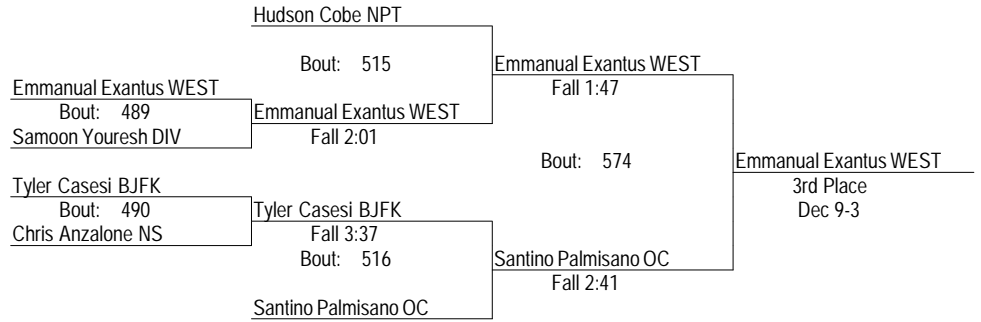 Hudson Cobe NPT
Bout: 515
Emmanual Exantus WEST
Fall 1:47
Emmanual Exantus WEST
Bout: 489
Samoon Youresh DIV
Emmanual Exantus WEST
Fall 2:01
Bout: 574
Emmanual Exantus WEST
3rd Place
Dec 9-3
Tyler Casesi BJFK
Bout: 490
Chris Anzalone NS
Tyler Casesi BJFK
Fall 3:37
Bout: 516
Santino Palmisano OC
Fall 2:41
Santino Palmisano OC